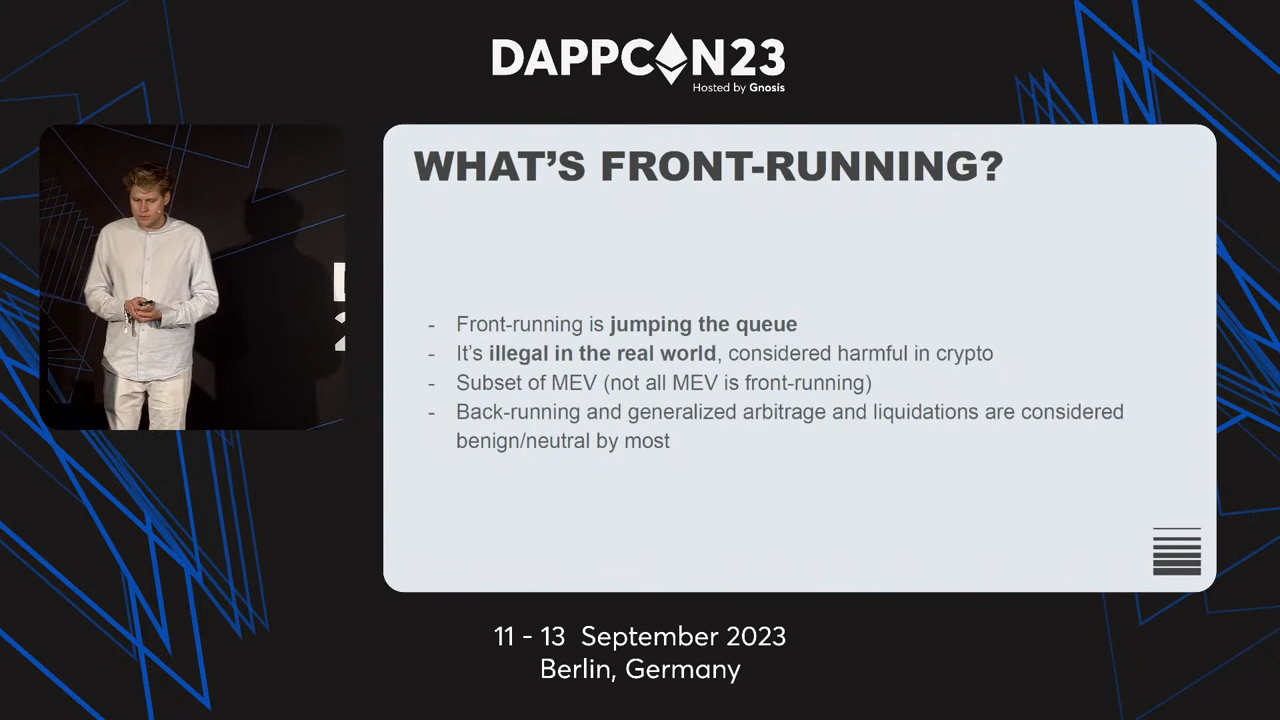 DAPPCON23
Hosted by Gnosis
WHAT'S FRONT-RUNNING?
- Front-running is jumping the queue
- It's illegal in the real world, considered harmful in crypto
- Subset of MEV (not all MEV is front-running)
- Back-running and generalized arbitrage and liquidations are considered
benign/neutral by most
11 - 13 September 2023
Berlin, Germany